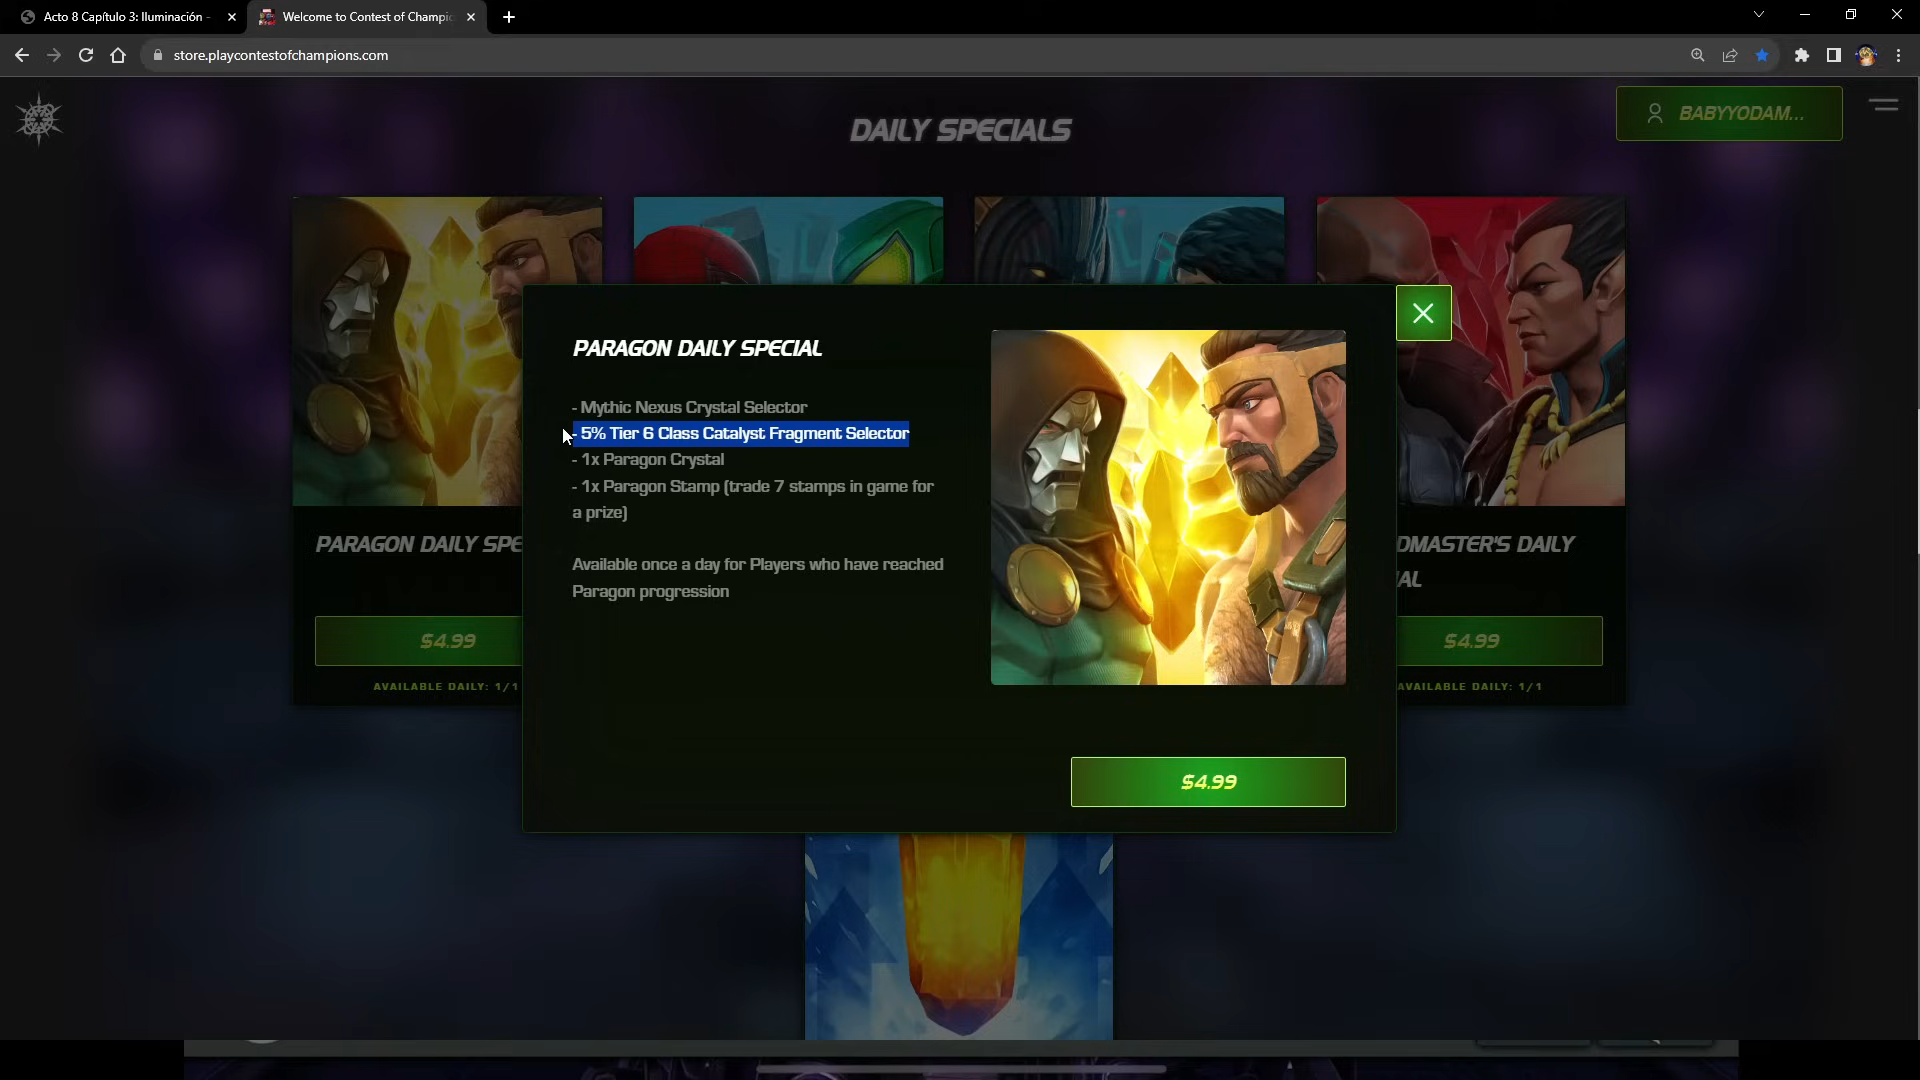 Acto 8 Capítulo 3: Iluminación -
Welcome to Contest of Champi
store.playcontestofchampions.com
DAILY SPECIALS
BABYYODAM...
PARAGON DAILY SPECIAL
- Mythic Nexus Crystal Selector
- 5% Tier 6 Class Catalyst Fragment Selector
- 1x Paragon Crystal
- 1x Paragon Stamp (trade 7 stamps in game for
a prize)
Available once a day for Players who have reached
Paragon progression
$4.99
PARAGON DAILY SPE
$4.99
AVAILABLE DAILY: 1/1
DMASTER'S DAILY
IAL
$4.99
AVAILABLE DAILY: 1/1